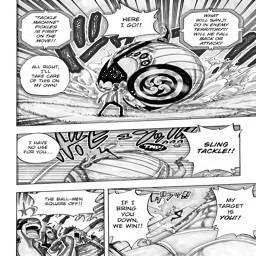 "TACKLE
MACHINE"
PICKLES IS
FIRST ON
THE MOVE!!
HERE
I GO!!
WHAT
WILL SANJI
DO IN ENEMY
TERRITORY?!
WILL HE FALL
BACK OR
ATTACK?
ALL RIGHT,
I'LL
TAKE CARE
OF THIS ON
MY OWN!
I HAVE
NO USE
FOR YOU...
SLING
TACKLE!!
THE BALL-MEN
SQUARE OFF!!
IF I
BRING
YOU
DOWN,
WE WIN!!
MY
TARGET
IS
YOU!!